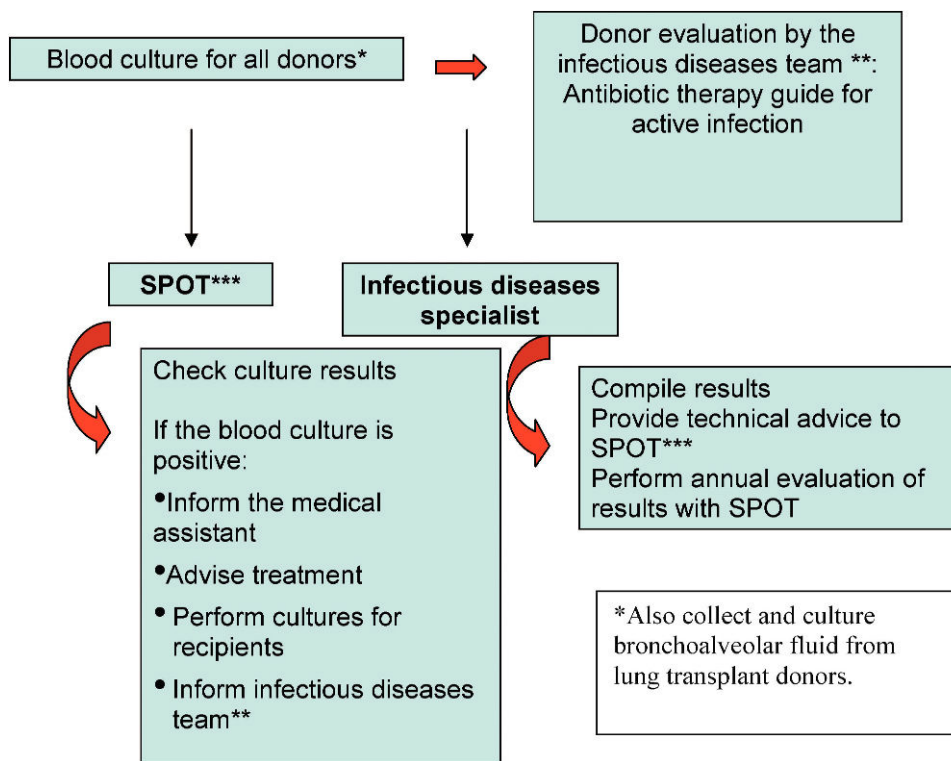 Blood culture for all donors*
Donor evaluation by the
infectious diseases team **:
Antibiotic therapy guide for
active infection
SPOT***
Infectious diseases
specialist
Check culture results
If the blood culture is
positive:
•Inform the medical
assistant
•Advise treatment
• Perform cultures for
recipients
• Inform infectious diseases
team**
Compile results
Provide technical advice to
SPOT***
Perform annual evaluation of
results with SPOT
*Also collect and culture
bronchoalveolar fluid from
lung transplant donors.